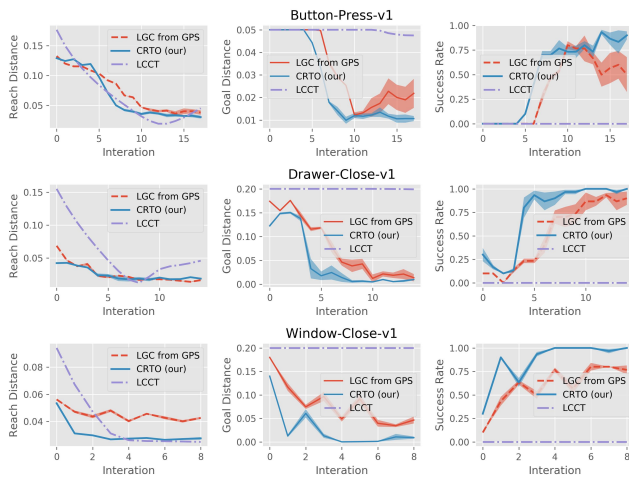 Button-Press-v1
Reach Distance
0.15
0.10
0.05
0
5
10
15
Interation
LGC from GPS
CRTO (our)
LCCT
Goal Distance
0.05
0.04
0.03
0.02
0.01
0
5
10
15
Interation
LGC from GPS
CRTO (our)
LCCT
Success Rate
1.00
0.75
0.50
0.25
0.00
0
5
10
15
Interation
LGC from GPS
CRTO (our)
LCCT
Drawer-Close-v1
Reach Distance
0.15
0.10
0.05
0
5
10
Interation
LGC from GPS
CRTO (our)
LCCT
Goal Distance
0.20
0.15
0.10
0.05
0.00
0
5
10
Interation
LGC from GPS
CRTO (our)
LCCT
Success Rate
1.00
0.75
0.50
0.25
0.00
0
5
10
Interation
LGC from GPS
CRTO (our)
LCCT
Window-Close-v1
Reach Distance
0.08
0.06
0.04
0
2
4
6
8
Interation
LGC from GPS
CRTO (our)
LCCT
Goal Distance
0.20
0.15
0.10
0.05
0.00
0
2
4
6
8
Interation
LGC from GPS
CRTO (our)
LCCT
Success Rate
1.00
0.75
0.50
0.25
0.00
0
2
4
6
8
Interation
LGC from GPS
CRTO (our)
LCCT